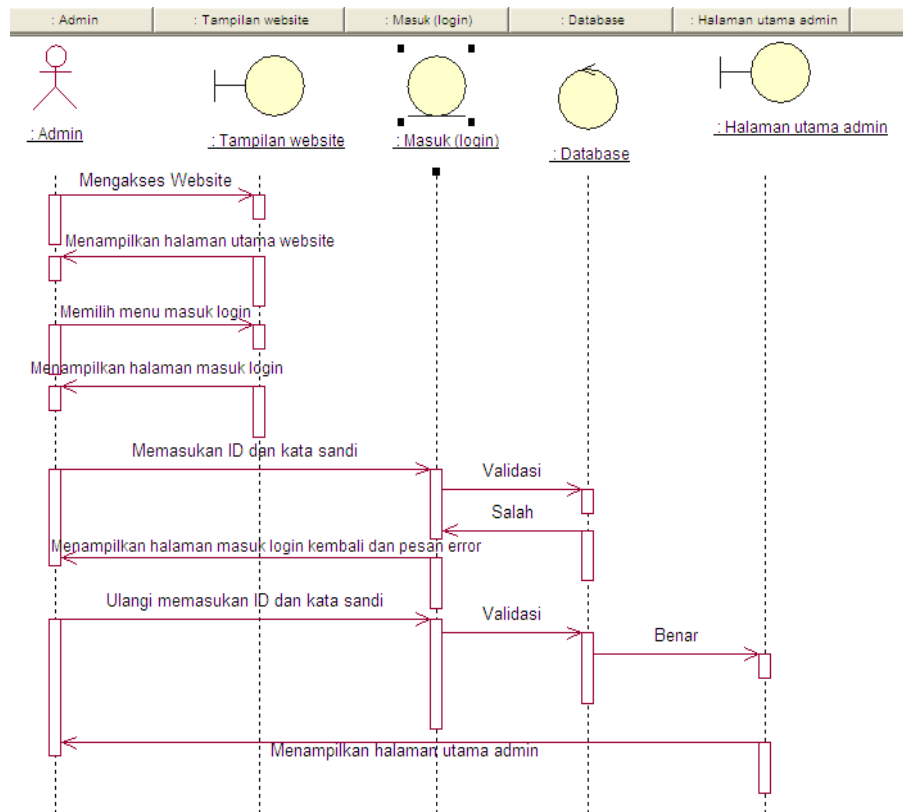 : Admin
: Tampilan website
: Masuk (login)
: Database
: Halaman utama admin
: Admin
: Tampilan website
: Masuk (login)
: Database
: Halaman utama admin
Mengakses Website
Menampilkan halaman utama website
Memilih menu masuk login
Menampilkan halaman masuk login
Memasukan ID dan kata sandi
Validasi
Salah
Menampilkan halaman masuk login kembali dan pesan error
Ulangi memasukan ID dan kata sandi
Validasi
Benar
Menampilkan halaman utama admin